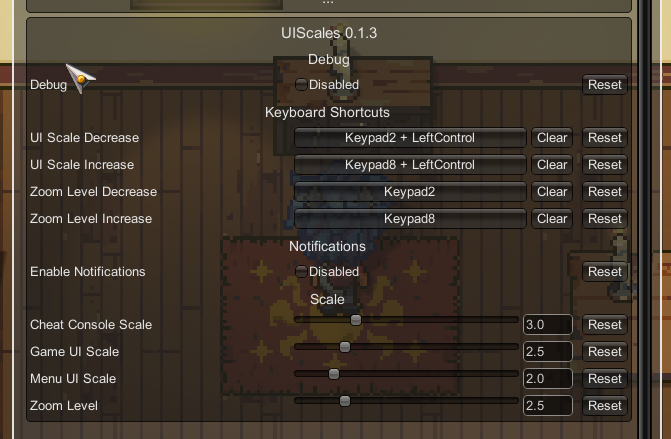 ...
UIScales 0.1.3
Debug
Debug Disabled Reset
Keyboard Shortcuts
UI Scale Decrease Keypad2 + LeftControl Clear Reset
UI Scale Increase Keypad8 + LeftControl Clear Reset
Zoom Level Decrease Keypad2 Clear Reset
Zoom Level Increase Keypad8 Clear Reset
Notifications
Enable Notifications Disabled Reset
Scale
Cheat Console Scale 3.0 Reset
Game UI Scale 2.5 Reset
Menu UI Scale 2.0 Reset
Zoom Level 2.5 Reset